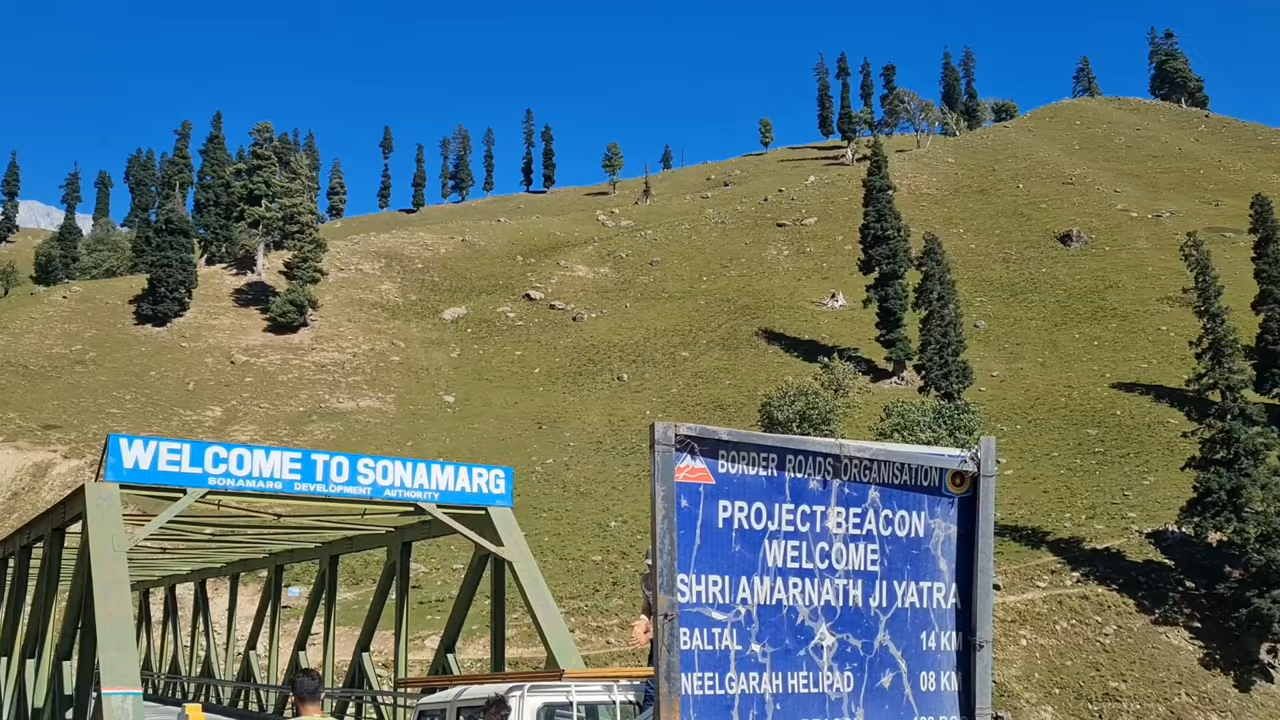 WELCOME TO SONAMARG
SONAMARG DEVELOPMENT AUTHORITY
BORDER ROADS ORGANISATION
PROJECT BEACON
WELCOME
SHRI AMARNATH JI YATRA
BALTAL 14 KM
NEELGARAH HELIPAD 08 KM